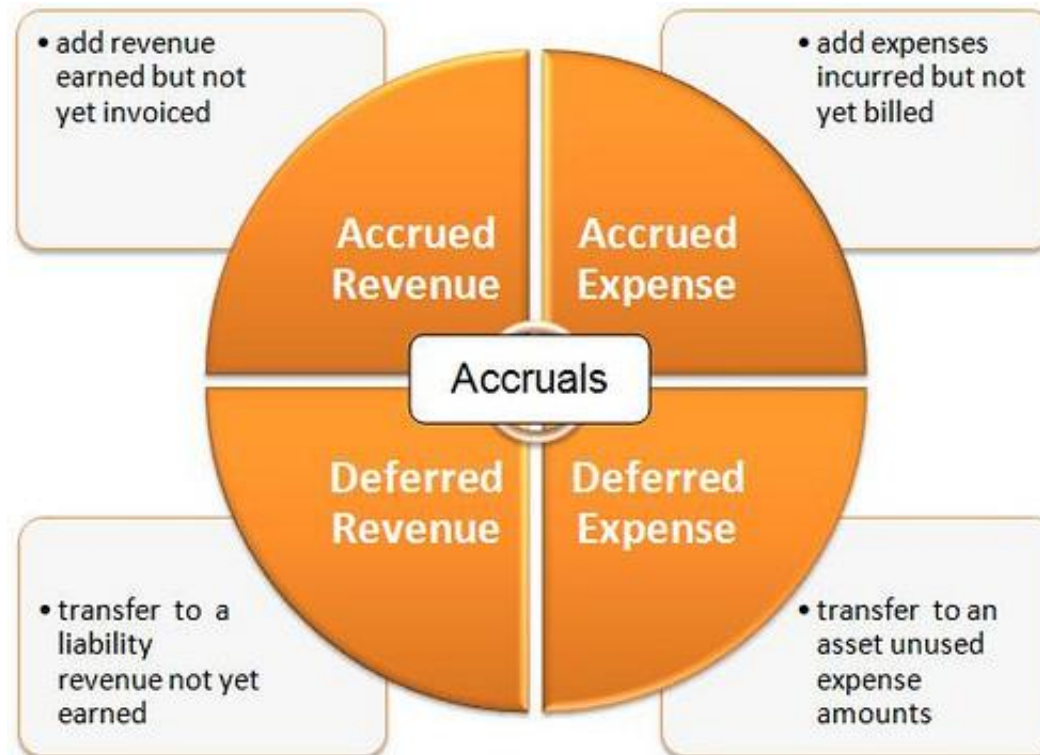 • add revenue
earned but not
yet invoiced
• add expenses
incurred but not
yet billed
Accrued
Revenue
Accrued
Expense
Accruals
Deferred
Revenue
Deferred
Expense
• transfer to a
liability
revenue not yet
earned
• transfer to an
asset unused
expense
amounts